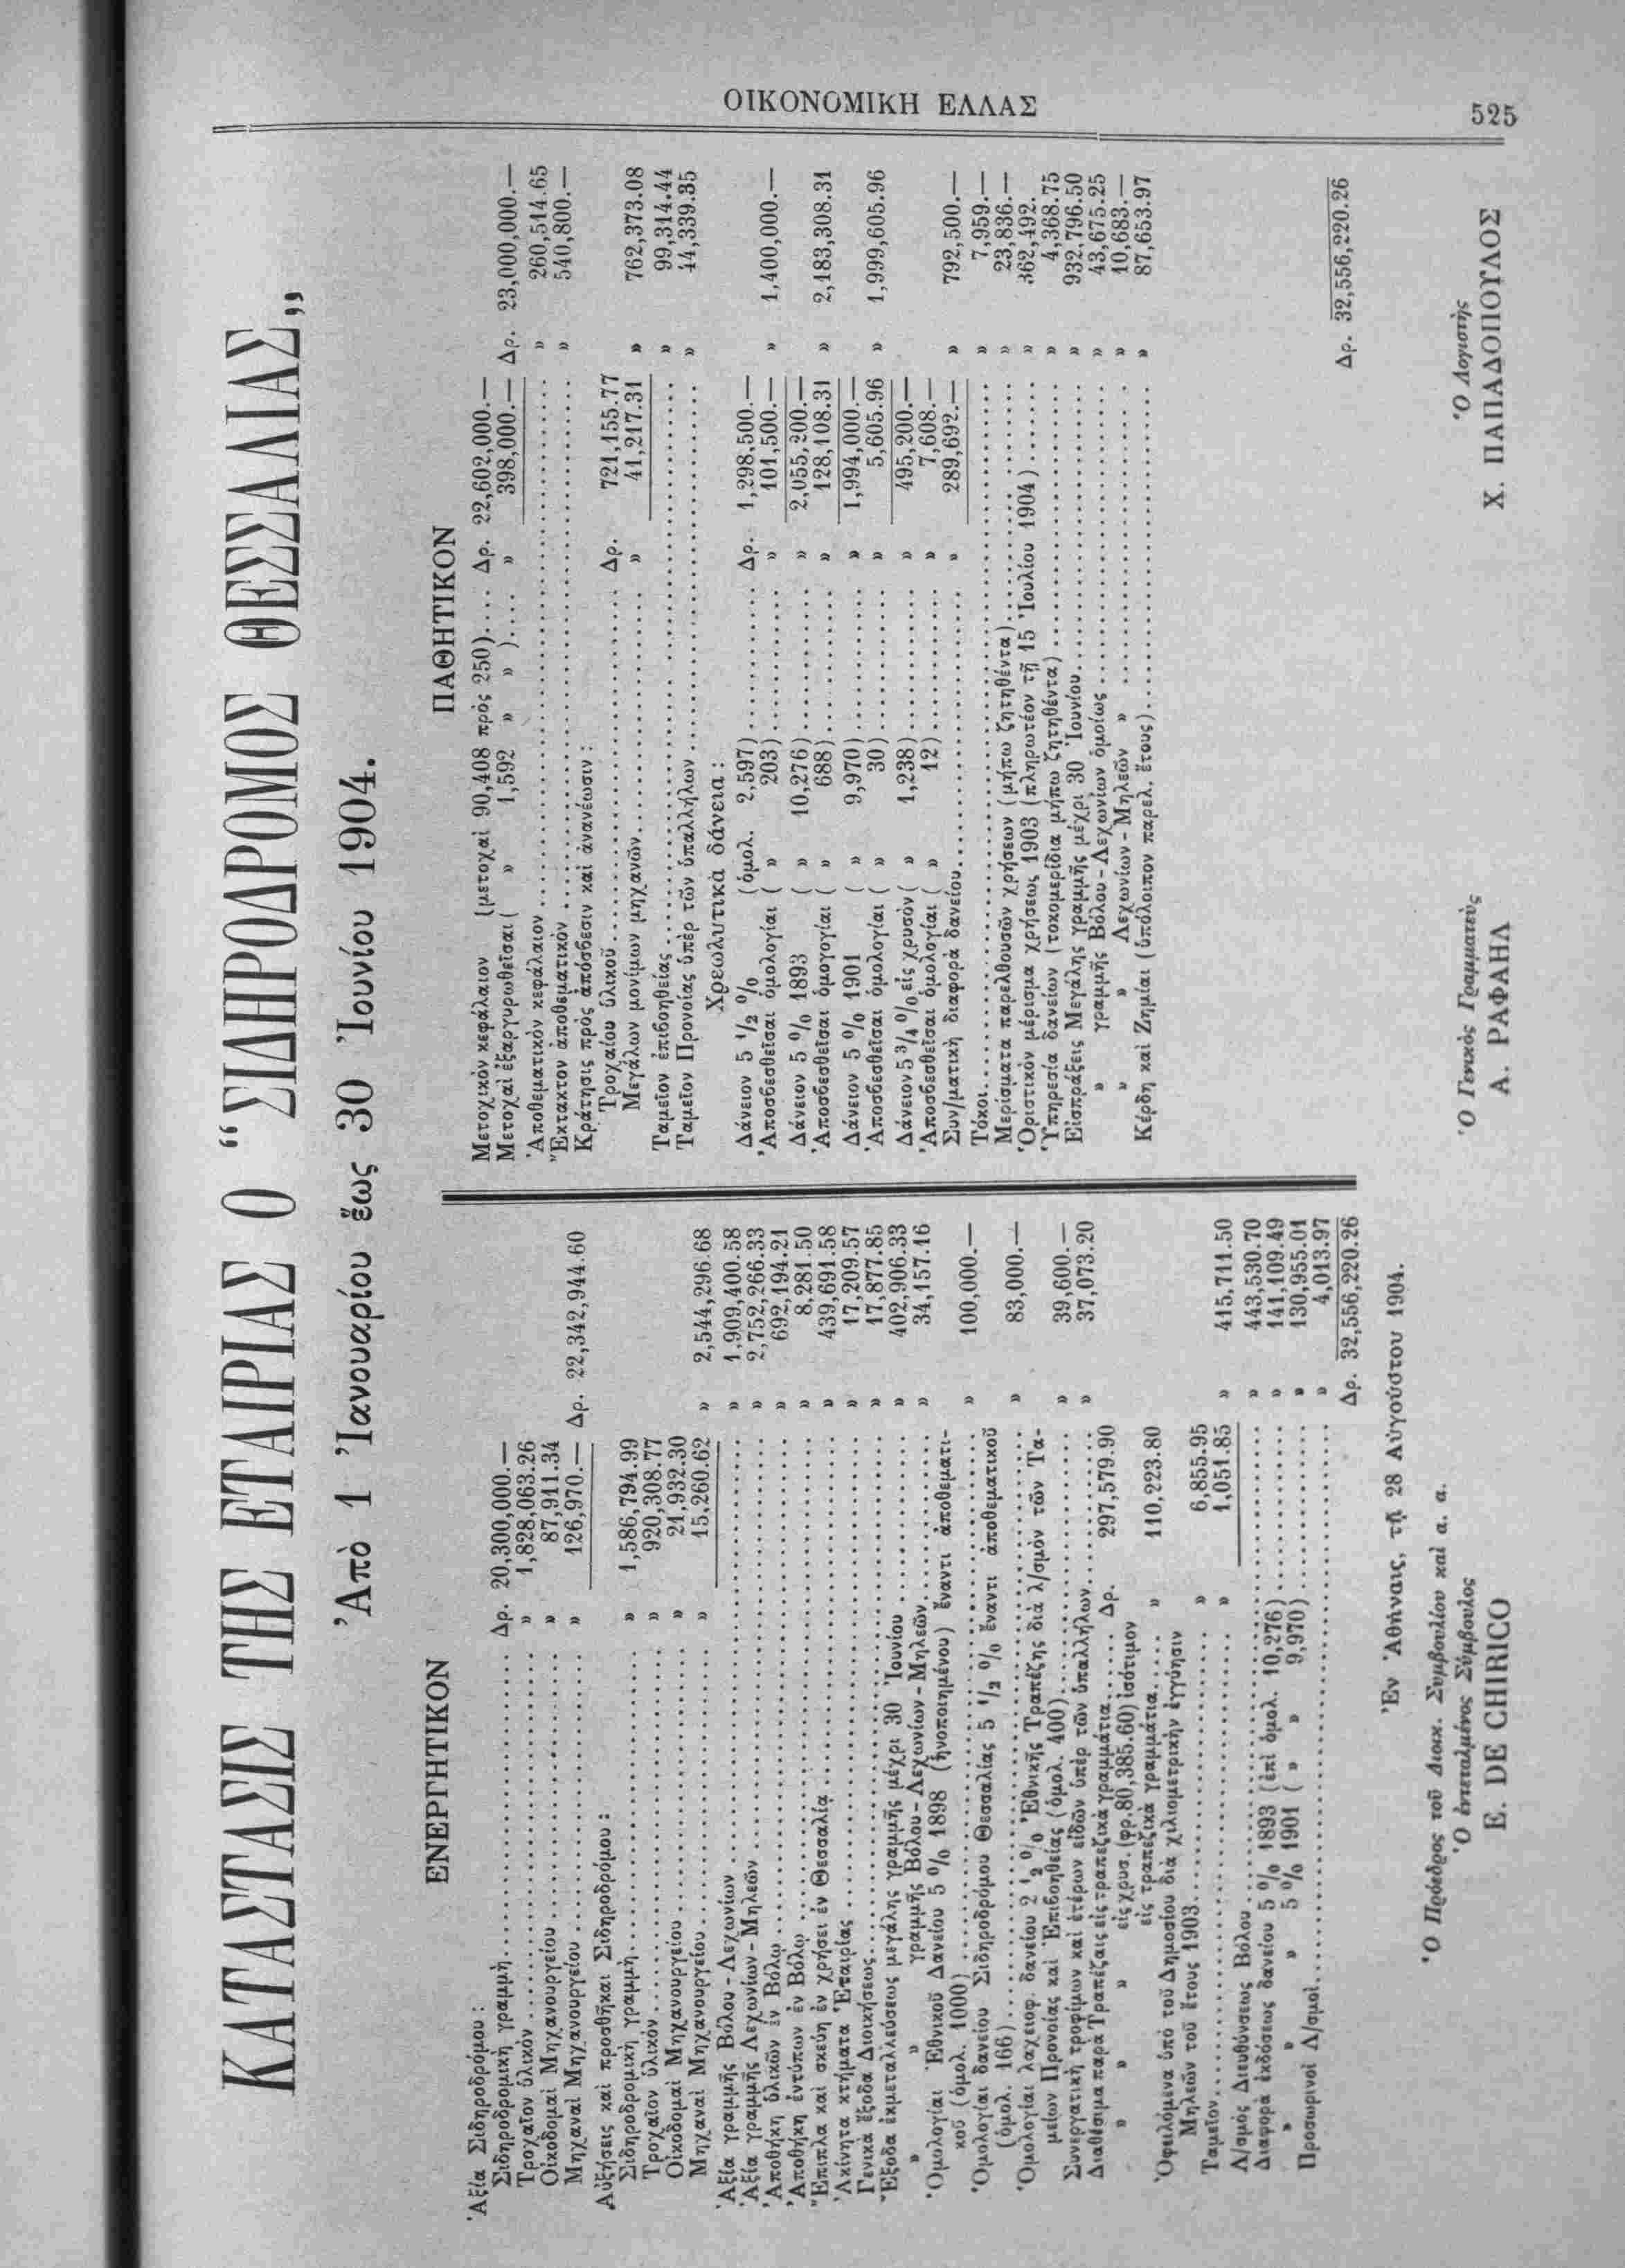 ΟΙΚΟΝΟΜΙΚΗ ΕΛΛΑΣ
525
ΚΑΤΑΣΤΑΣΙΣ ΤΗΣ ΕΤΑΙΡΙΑΣ Ο “ΣΙΔΗΡΟΔΡΟΜΟΣ ΘΕΣΣΑΛΙΑΣ„
Ἀπὸ 1 Ἰανουαρίου ἕως 30 Ἰουνίου 1904.
ΕΝΕΡΓΗΤΙΚΟΝ
Ἀξία Σιδηροδρόμου :
Σιδηροδρομικὴ γραμμή.... Δρ. 20,300,000.—
Τροχαῖον ὑλικόν .... » 1,828,063.26
Οἰκοδομαὶ Μηχανουργείου .... » 87,911.34
Μηχαναὶ Μηχανουργείου .... » 126,970.— Δρ. 22,342,944.60
Αὐξήσεις καὶ προσθῆκαι Σιδηροδρόμου :
Σιδηροδρομικὴ γραμμή.... » 1,586,794.99
Τροχαῖον ὑλικόν.... » 920,308.77
Οἰκοδομαὶ Μηχανουργείου.... » 21,932.30
Μηχαναὶ Μηχανουργείου.... » 15,260.62 » 2,544,296.68
Ἀξία γραμμῆς Βόλου-Λεχωνίων .... » 1,909,400.58
Ἀξία γραμμῆς Λεχωνίων-Μηλεῶν .... » 2,752,266.33
Ἀποθήκη ὑλικῶν ἐν Βόλῳ .... » 692,194.21
Ἀποθήκη ἐντύπων ἐν Βόλῳ .... » 8,281.50
Ἔπιπλα καὶ σκεύη ἐν χρήσει ἐν Θεσσαλίᾳ .... » 439,691.58
Ἀκίνητα κτήματα Ἑταιρίας .... » 17,209.57
Γενικὰ ἔξοδα Διοικήσεως.... » 17,877.85
Ἔξοδα ἐκμεταλλεύσεως μεγάλης γραμμῆς μέχρι 30 Ἰουνίου .... » 402,906.33
» » γραμμῆς Βόλου-Λεχωνίων-Μηλεῶν.... » 34,157.16
Ὁμολογίαι Ἐθνικοῦ Δανείου 5 % 1898 (ἡνοποιημένου) ἔναντι ἀποθεματι-
κοῦ (ὁμολ. 1000).... » 100,000.—
Ὁμολογίαι δανείου Σιδηροδρόμου Θεσσαλίας 5 1/2 % ἔναντι ἀποθεματικοῦ
(ὁμολ. 166).... » 83,000.—
Ὁμολογίαι λαχειοφ. δανείου 2 1/2 % Ἐθνικῆς Τραπέζης διὰ λ/σμὸν τῶν Τα-
μείων Προνοίας καὶ Ἐπιβοηθείας (ὁμολ. 400).... » 39,600.—
Συνεργατικὴ τροφίμων καὶ ἑτέρων εἰδῶν ὑπὲρ τῶν ὑπαλλήλων.... » 37,073.20
Διαθέσιμα παρὰ Τραπέζαις εἰς τραπεζικὰ γραμμάτια.... Δρ. 297,579.90
» » » εἰς χρυσ. (φρ. 80,385.60) ἰσότιμον
εἰς τραπεζικὰ γραμμάτια.... » 110,223.80
Ὀφειλόμενα ὑπὸ τοῦ Δημοσίου διὰ χιλιομετρικὴν ἐγγύησιν
Μηλεῶν τοῦ ἔτους 1903.... » 6,855.95
Ταμεῖον.... » 1,051.85 » 415,711.50
Λ/σμὸς Διευθύνσεως Βόλου .... » 443,530.70
Διαφορὰ ἐκδόσεως δανείου 5 % 1893 (ἐπὶ ὁμολ. 10,276).... » 141,109.49
» » » 5 % 1901 ( » » 9,970).... » 130,955.01
Προσωρινοὶ Λ/σμοί.... » 4,013.97
Δρ. 32,556,220.26
ΠΑΘΗΤΙΚΟΝ
Μετοχικὸν κεφάλαιον (μετοχαὶ 90,408 πρὸς 250).... Δρ. 22,602,000.—
Μετοχαὶ ἐξαργυρωθεῖσαι ( » 1,592 » » ).... » 398,000.— Δρ. 23,000,000.—
Ἀποθεματικὸν κεφάλαιον .... » 260,514.65
Ἔκτακτον ἀποθεματικὸν .... » 540,800.—
Κράτησις πρὸς ἀπόσβεσιν καὶ ἀνανέωσιν :
Τροχαίου ὑλικοῦ.... Δρ. 721,155.77
Μεγάλων μονίμων μηχανῶν.... » 41,217.31 » 762,373.08
Ταμεῖον ἐπιβοηθείας.... » 99,314.44
Ταμεῖον Προνοίας ὑπὲρ τῶν ὑπαλλήλων .... » 44,339.35
Χρεωλυτικὰ δάνεια :
Δάνειον 5 1/2 % (ὁμολ. 2,597).... Δρ. 1,298,500.—
Ἀποσβεσθεῖσαι ὁμολογίαι ( » 203).... » 101,500.— » 1,400,000.—
Δάνειον 5 % 1893 ( » 10,276).... » 2,055,200.—
Ἀποσβεσθεῖσαι ὁμογογίαι ( » 688).... » 128,108.31 » 2,183,308.31
Δάνειον 5 % 1901 ( » 9,970).... » 1,994,000.—
Ἀποσβεσθεῖσαι ὁμολογίαι ( » 30).... » 5,605.96 » 1,999,605.96
Δάνειον 5 3/4 % εἰς χρυσὸν ( » 1,238).... » 495,200.—
Ἀποσβεσθεῖσαι ὁμολογίαι ( » 12).... » 7,608.—
Συν/ματικὴ διαφορὰ δανείου.... » 289,692.— » 792,500.—
Τόκοι.... » 7,959.—
Μερίσματα παρελθουσῶν χρήσεων (μήπω ζητηθέντα).... » 23,836.—
Ὁριστικὸν μέρισμα χρήσεως 1903 (πληρωτέον τῇ 15 Ἰουλίου 1904).... » 362,492.
Ὑπηρεσία δανείων (τοκομερίδια μήπω ζητηθέντα).... » 4,368.75
Εἰσπράξεις Μεγάλης γραμμῆς μέχρι 30 Ἰουνίου.... » 932,796.50
» γραμμῆς Βόλου-Λεχωνίων ὁμοίως .... » 43,675.25
» » Λεχωνίων-Μηλεῶν » .... » 10,683.—
Κέρδη καὶ Ζημίαι (ὑπόλοιπον παρελ. ἔτους).... » 87,653.97
Δρ. 32,556,220.26
Ἐν Ἀθήναις, τῇ 28 Αὐγούστου 1904.
Ὁ Πρόεδρος τοῦ Διοικ. Συμβουλίου καὶ α. α.
Ὁ ἐντεταλμένος Σύμβουλος
E. DE CHIRICO
Ὁ Γενικὸς Γραμματεὺς
Α. ΡΑΦΑΗΛ
Ὁ Λογιστὴς
Χ. ΠΑΠΑΔΟΠΟΥΛΟΣ